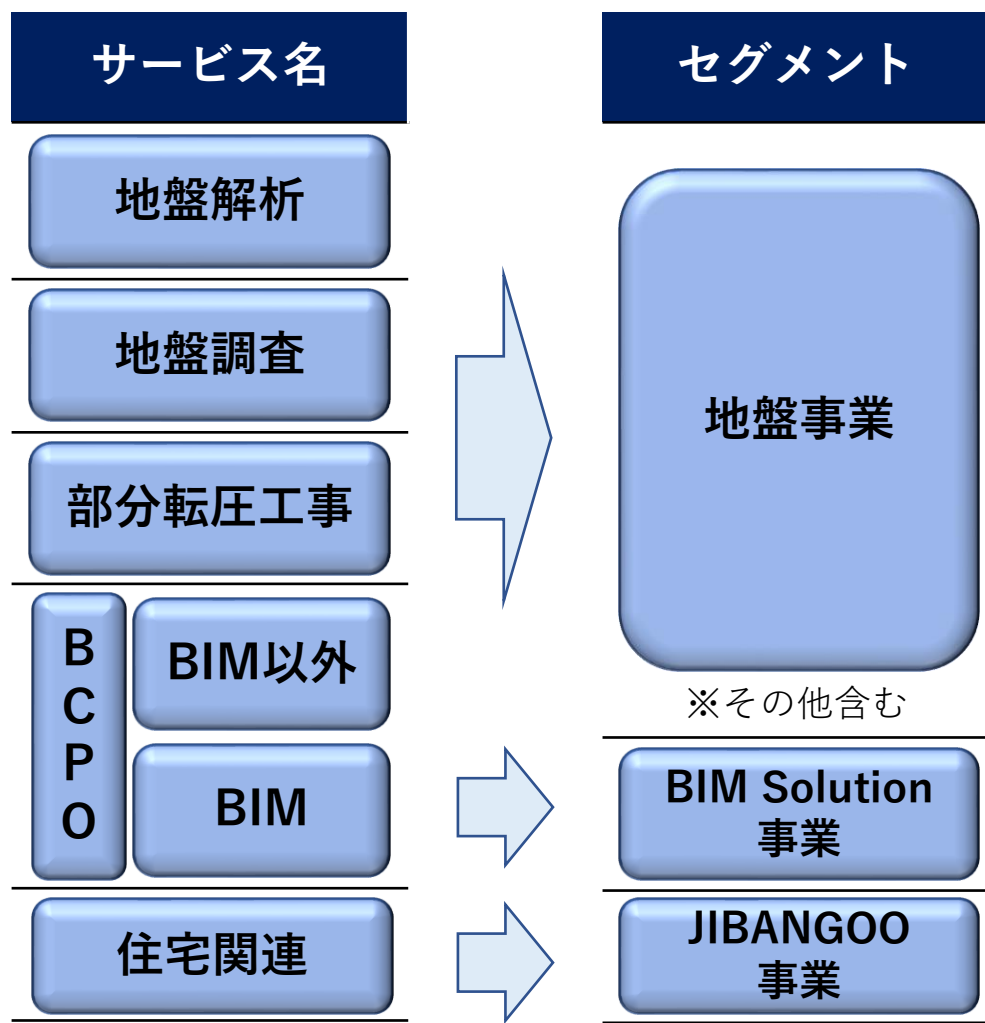 サービス名
セグメント
地盤解析
地盤調査
部分転圧工事
BCPO
BIM以外
BIM
住宅関連
地盤事業
※その他含む
BIM Solution
事業
JIBANGOO
事業